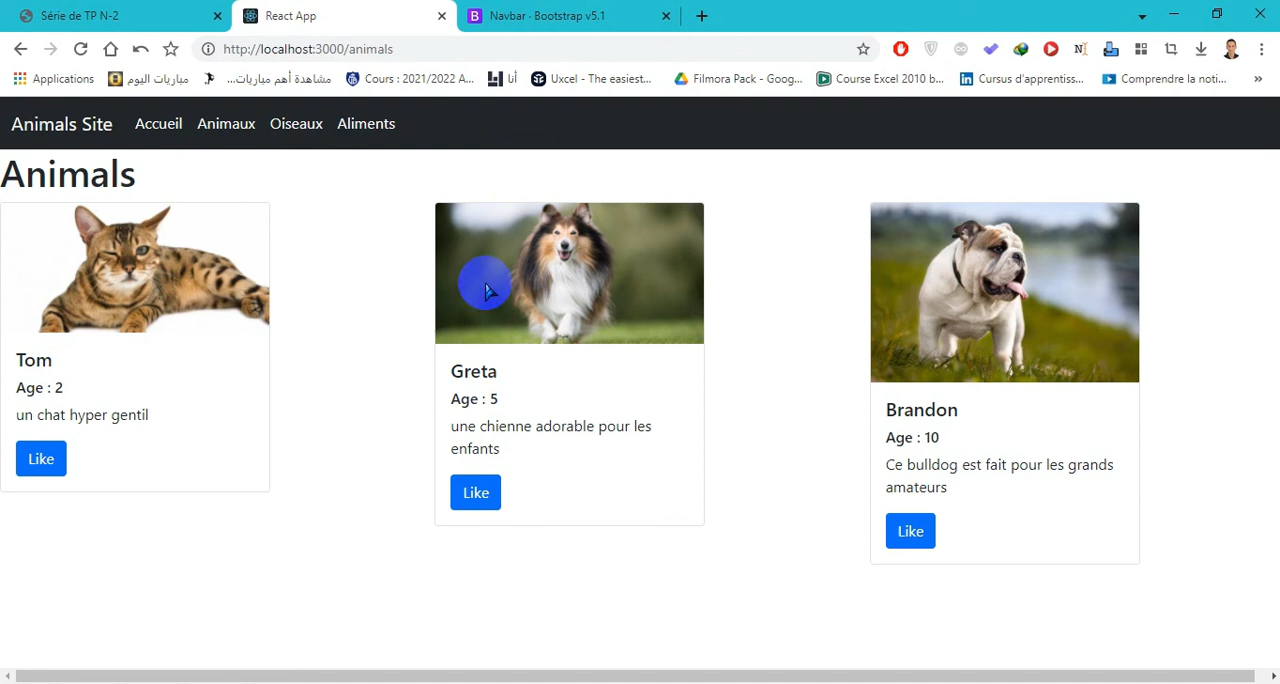 Série de TP N-2
React App
Navbar · Bootstrap v5.1
http://localhost:3000/animals
Applications
مباريات اليوم
مشاهدة أهم مباريات...
Cours : 2021/2022 A...
أنا
Uxcel - The easiest...
Filmora Pack - Goog...
Course Excel 2010 b...
Cursus d'apprentiss...
Comprendre la noti...
Animals Site
Accueil
Animaux
Oiseaux
Aliments
Animals
Tom
Age : 2
un chat hyper gentil
Like
Greta
Age : 5
une chienne adorable pour les
enfants
Like
Brandon
Age : 10
Ce bulldog est fait pour les grands
amateurs
Like